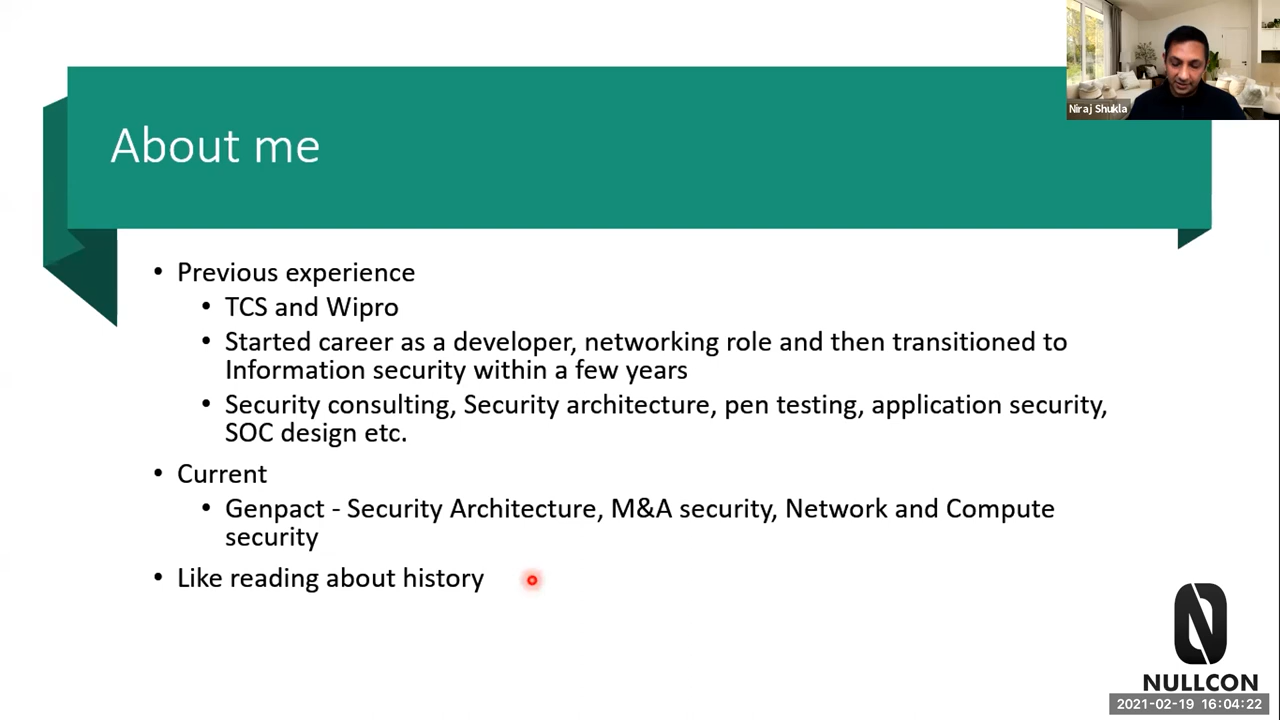 Niraj Shukla
About me
• Previous experience
• TCS and Wipro
• Started career as a developer, networking role and then transitioned to
Information security within a few years
• Security consulting, Security architecture, pen testing, application security,
SOC design etc.
• Current
• Genpact - Security Architecture, M&A security, Network and Compute
security
• Like reading about history
NULLCON
2021-02-19 16:04:22